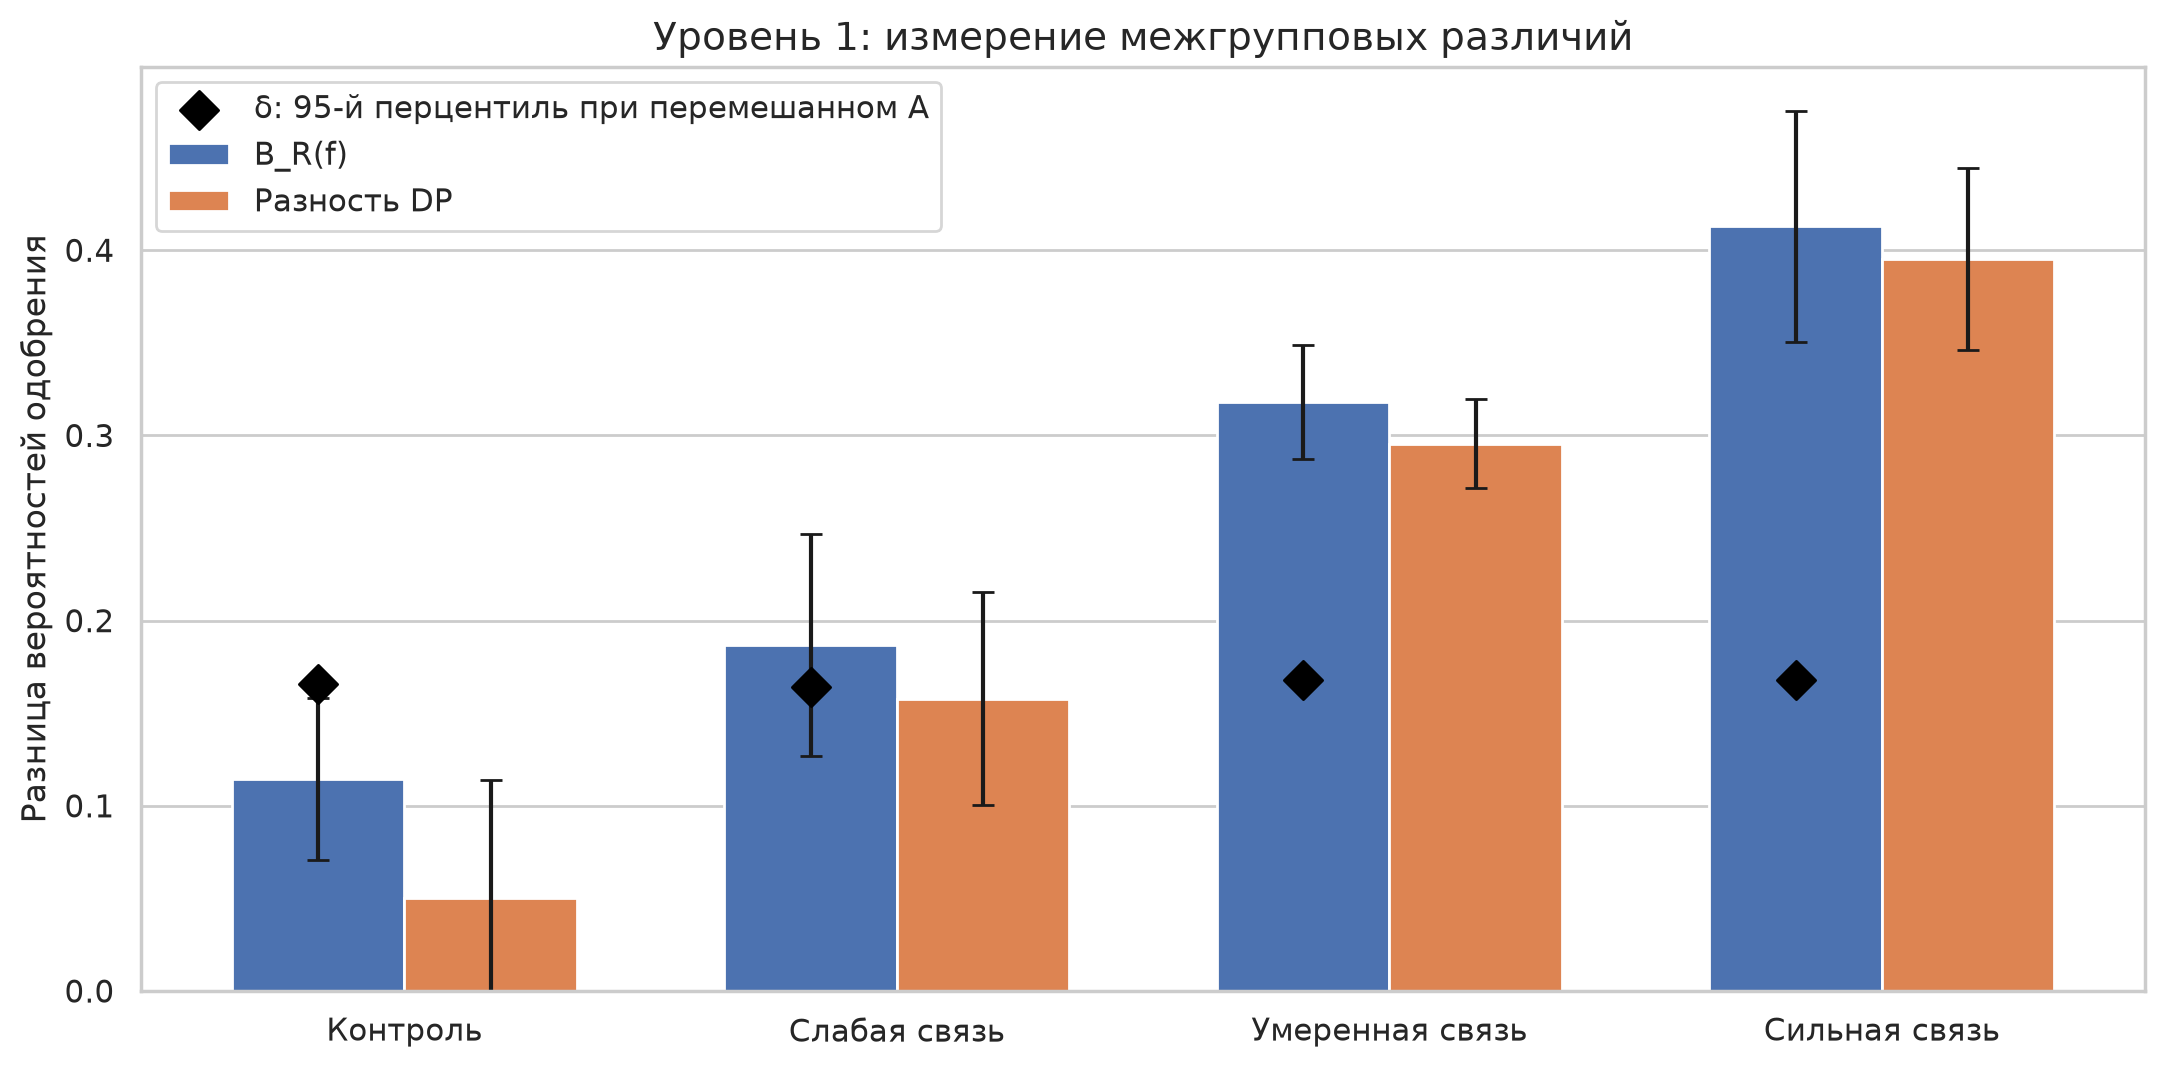 Уровень 1: измерение межгрупповых различий
δ: 95-й перцентиль при перемешанном A
B_R(f)
Разность DP
Разница вероятностей одобрения
0.4
0.3
0.2
0.1
0.0
Контроль
Слабая связь
Умеренная связь
Сильная связь